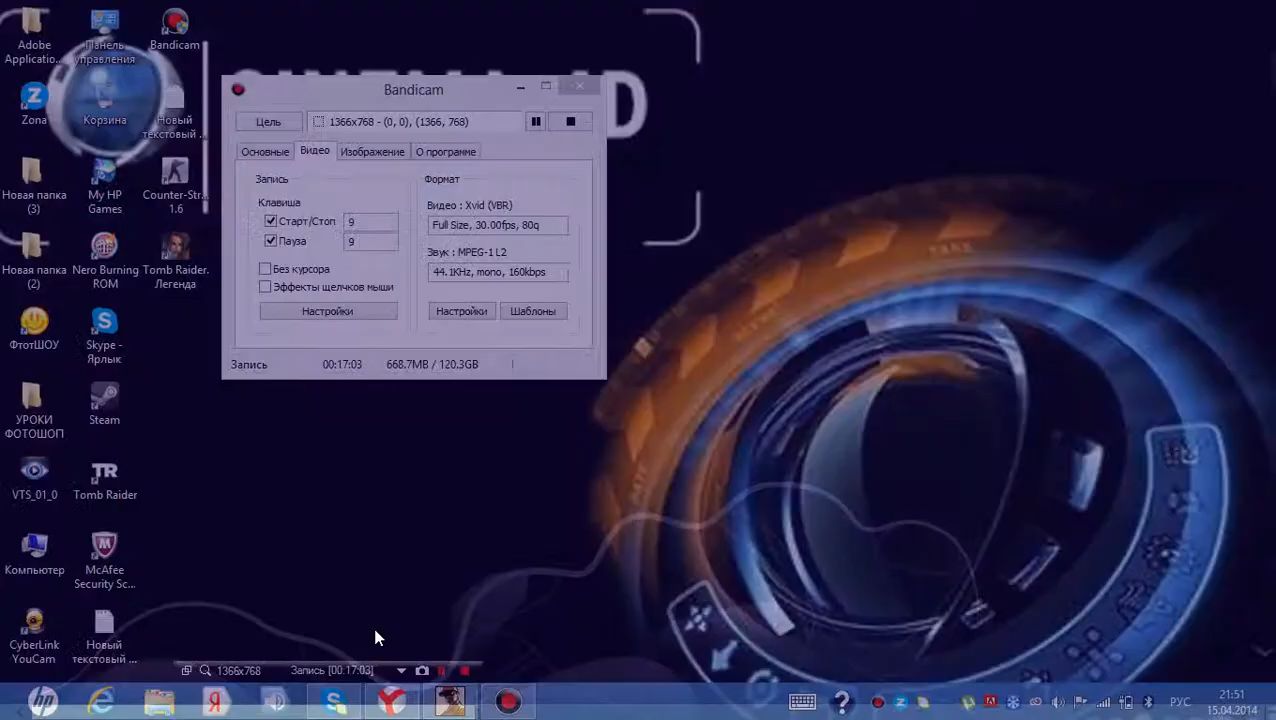 Adobe
Applicatio...
Панель
управления
Bandicam
Zona
Корзина
Новый
текстовый ...
Новая папка
(3)
My HP
Games
Counter-Str...
1.6
Новая папка
(2)
Nero Burning
ROM
Tomb Raider.
Легенда
ФтотШОУ
Skype -
Ярлык
УРОКИ
ФОТОШОП
Steam
VTS_01_0
Tomb Raider
Компьютер
McAfee
Security Sc...
CyberLink
YouCam
Новый
текстовый ...
Bandicam
Цель
1366x768 - (0, 0), (1366, 768)
Основные
Видео
Изображение
О программе
Запись
Клавиша
Старт/Стоп
9
Пауза
9
Без курсора
Эффекты щелчков мыши
Настройки
Формат
Видео : Xvid (VBR)
Full Size, 30.00fps, 80q
Звук : MPEG-1 L2
44.1KHz, mono, 160kbps
Настройки
Шаблоны
Запись
00:17:03
668.7MB / 120.3GB
1366x768
Запись [00:17:03]
РУС
21:51
15.04.2014